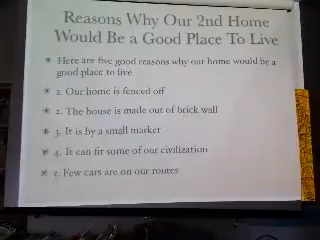 Reasons Why Our 2nd Home
Would Be a Good Place To Live
Here are five good reasons why our home would be a
good place to live
1. Our home is fenced off
2. The house is made out of brick wall
3. It is by a small market
4. It can fit some of our civilization
5. Few cars are on our routes